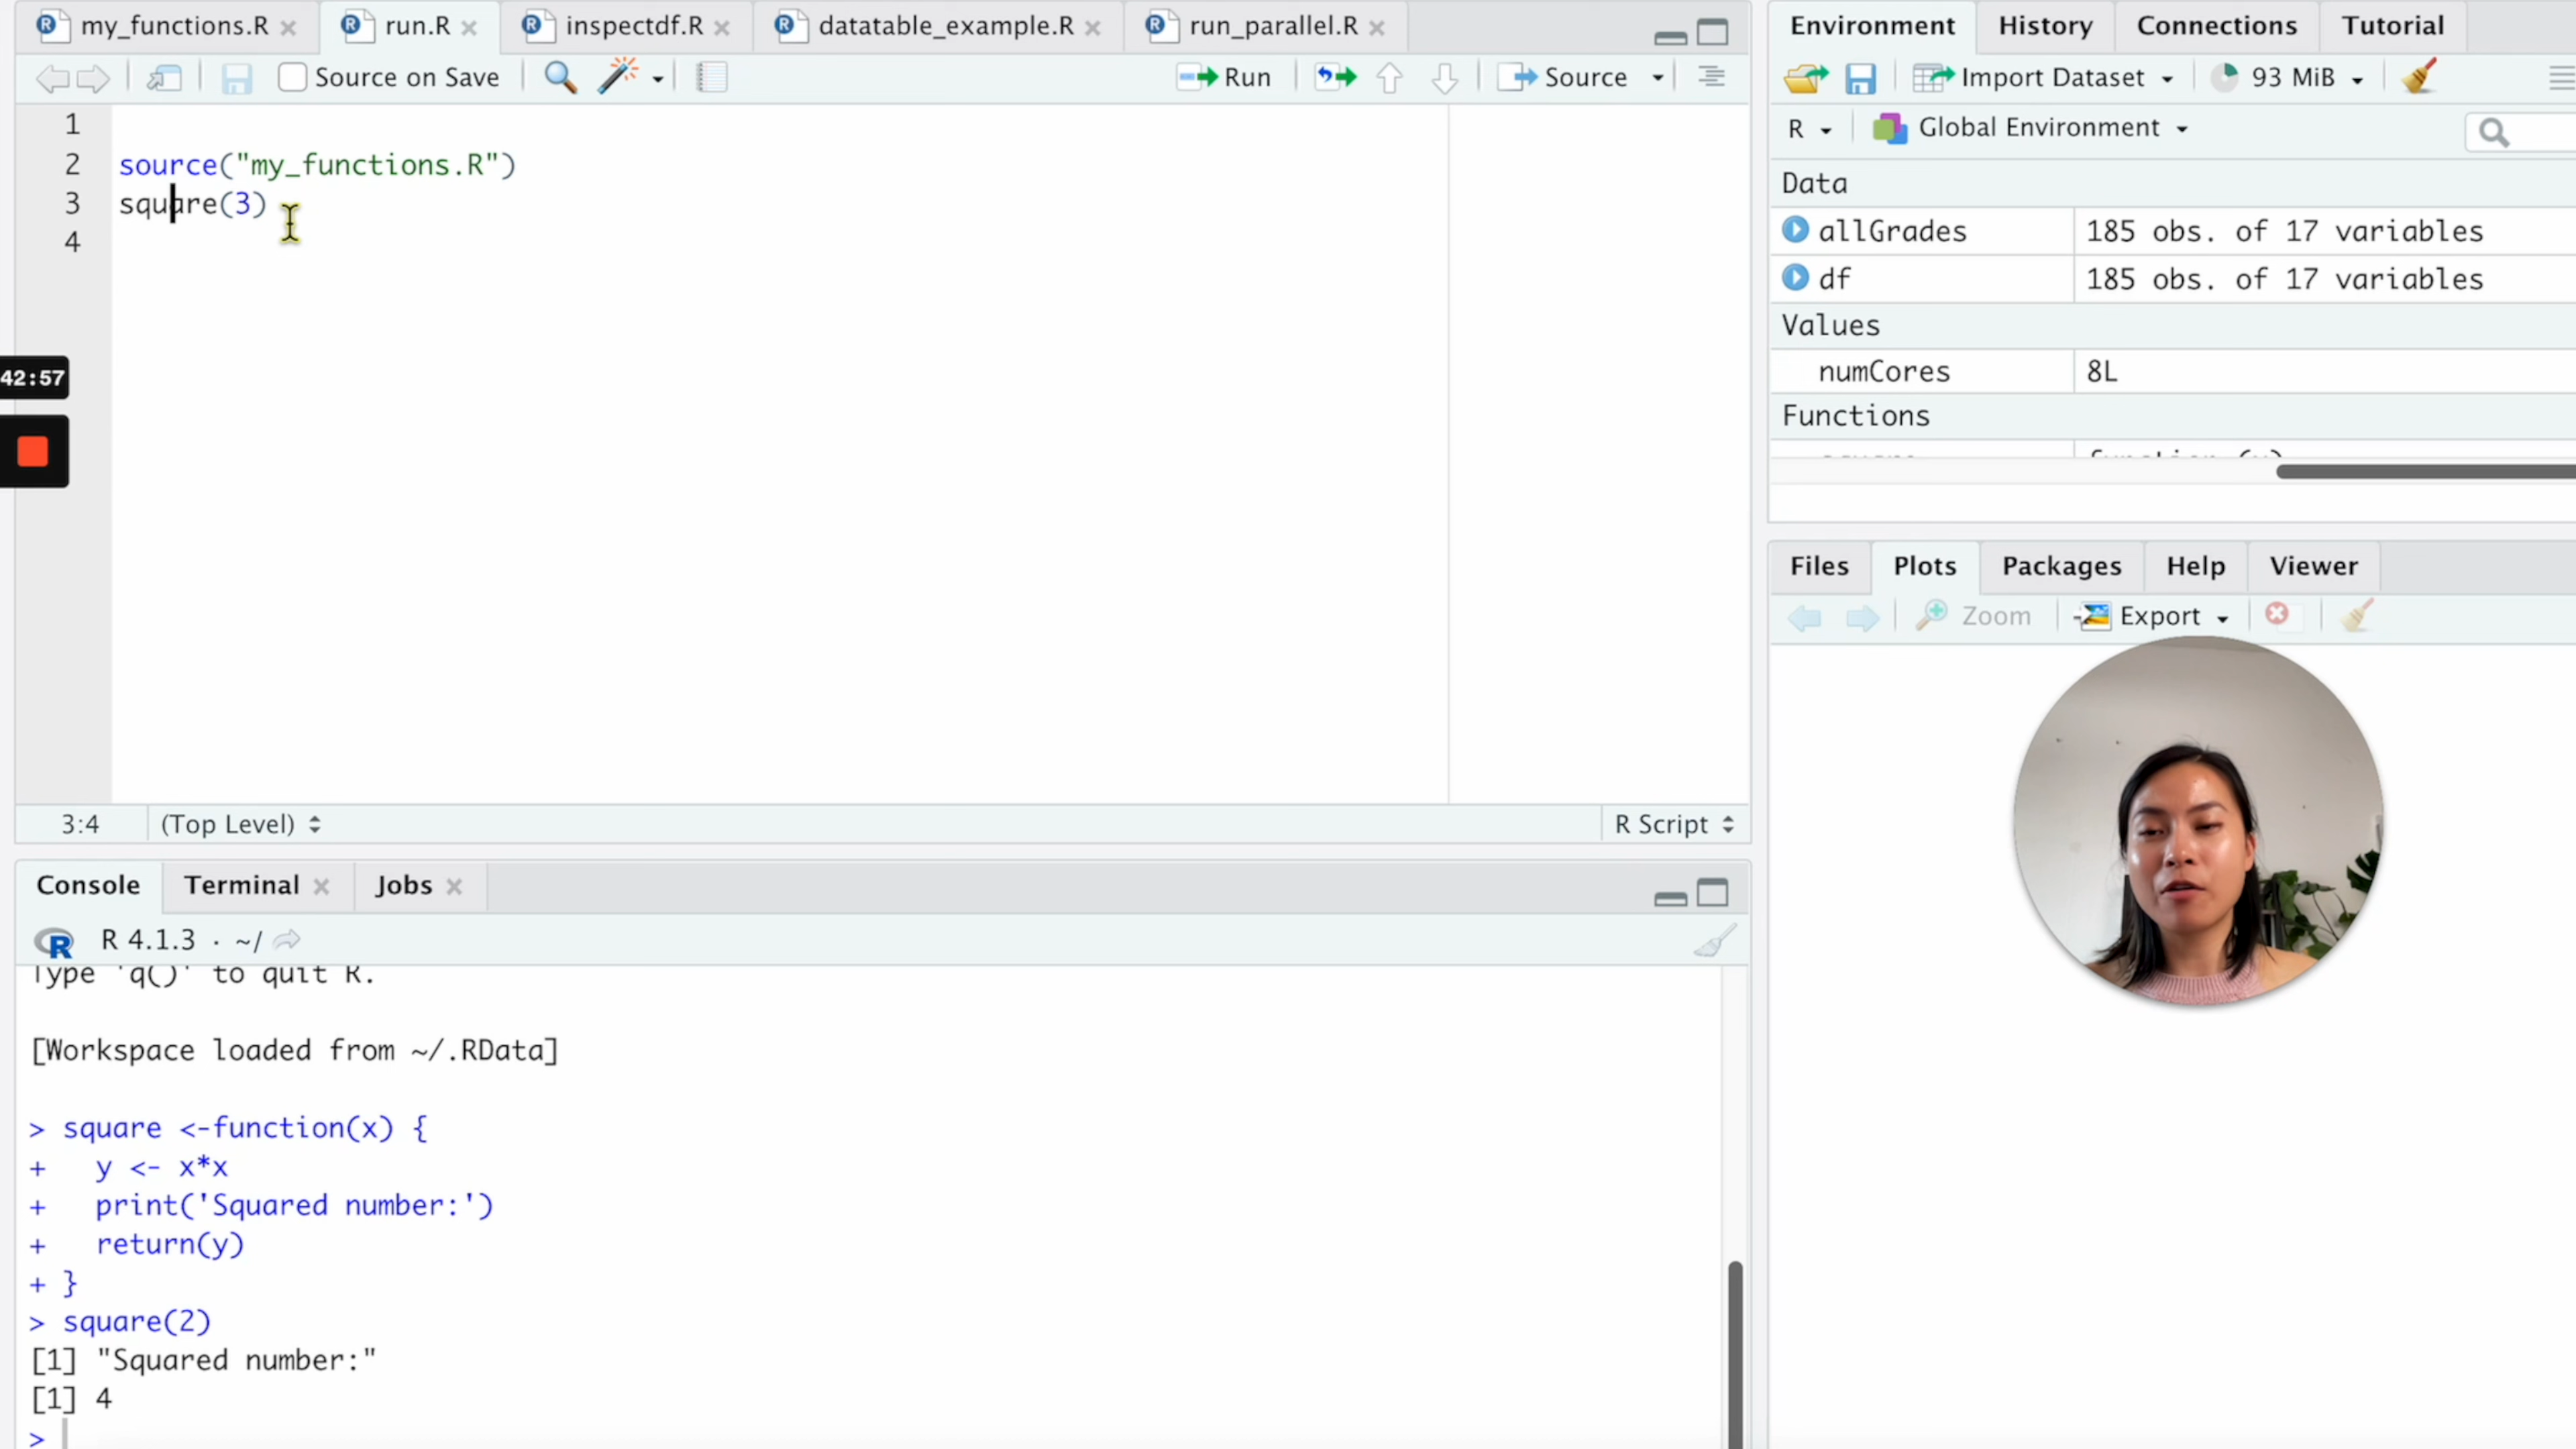 my_functions.R
run.R
inspectdf.R
datatable_example.R
run_parallel.R
Source on Save
Run
Source
1
2 source("my_functions.R")
3 square(3)
4
42:57
3:4 (Top Level)
R Script
Console Terminal Jobs
R 4.1.3 · ~/
Type 'q()' to quit R.
[Workspace loaded from ~/.RData]
> square <-function(x) {
+ y <- x*x
+ print('Squared number:')
+ return(y)
+ }
> square(2)
[1] "Squared number:"
[1] 4
>
Environment History Connections Tutorial
Import Dataset 93 MiB
R Global Environment
Data
allGrades 185 obs. of 17 variables
df 185 obs. of 17 variables
Values
numCores 8L
Functions
Files Plots Packages Help Viewer
Zoom Export